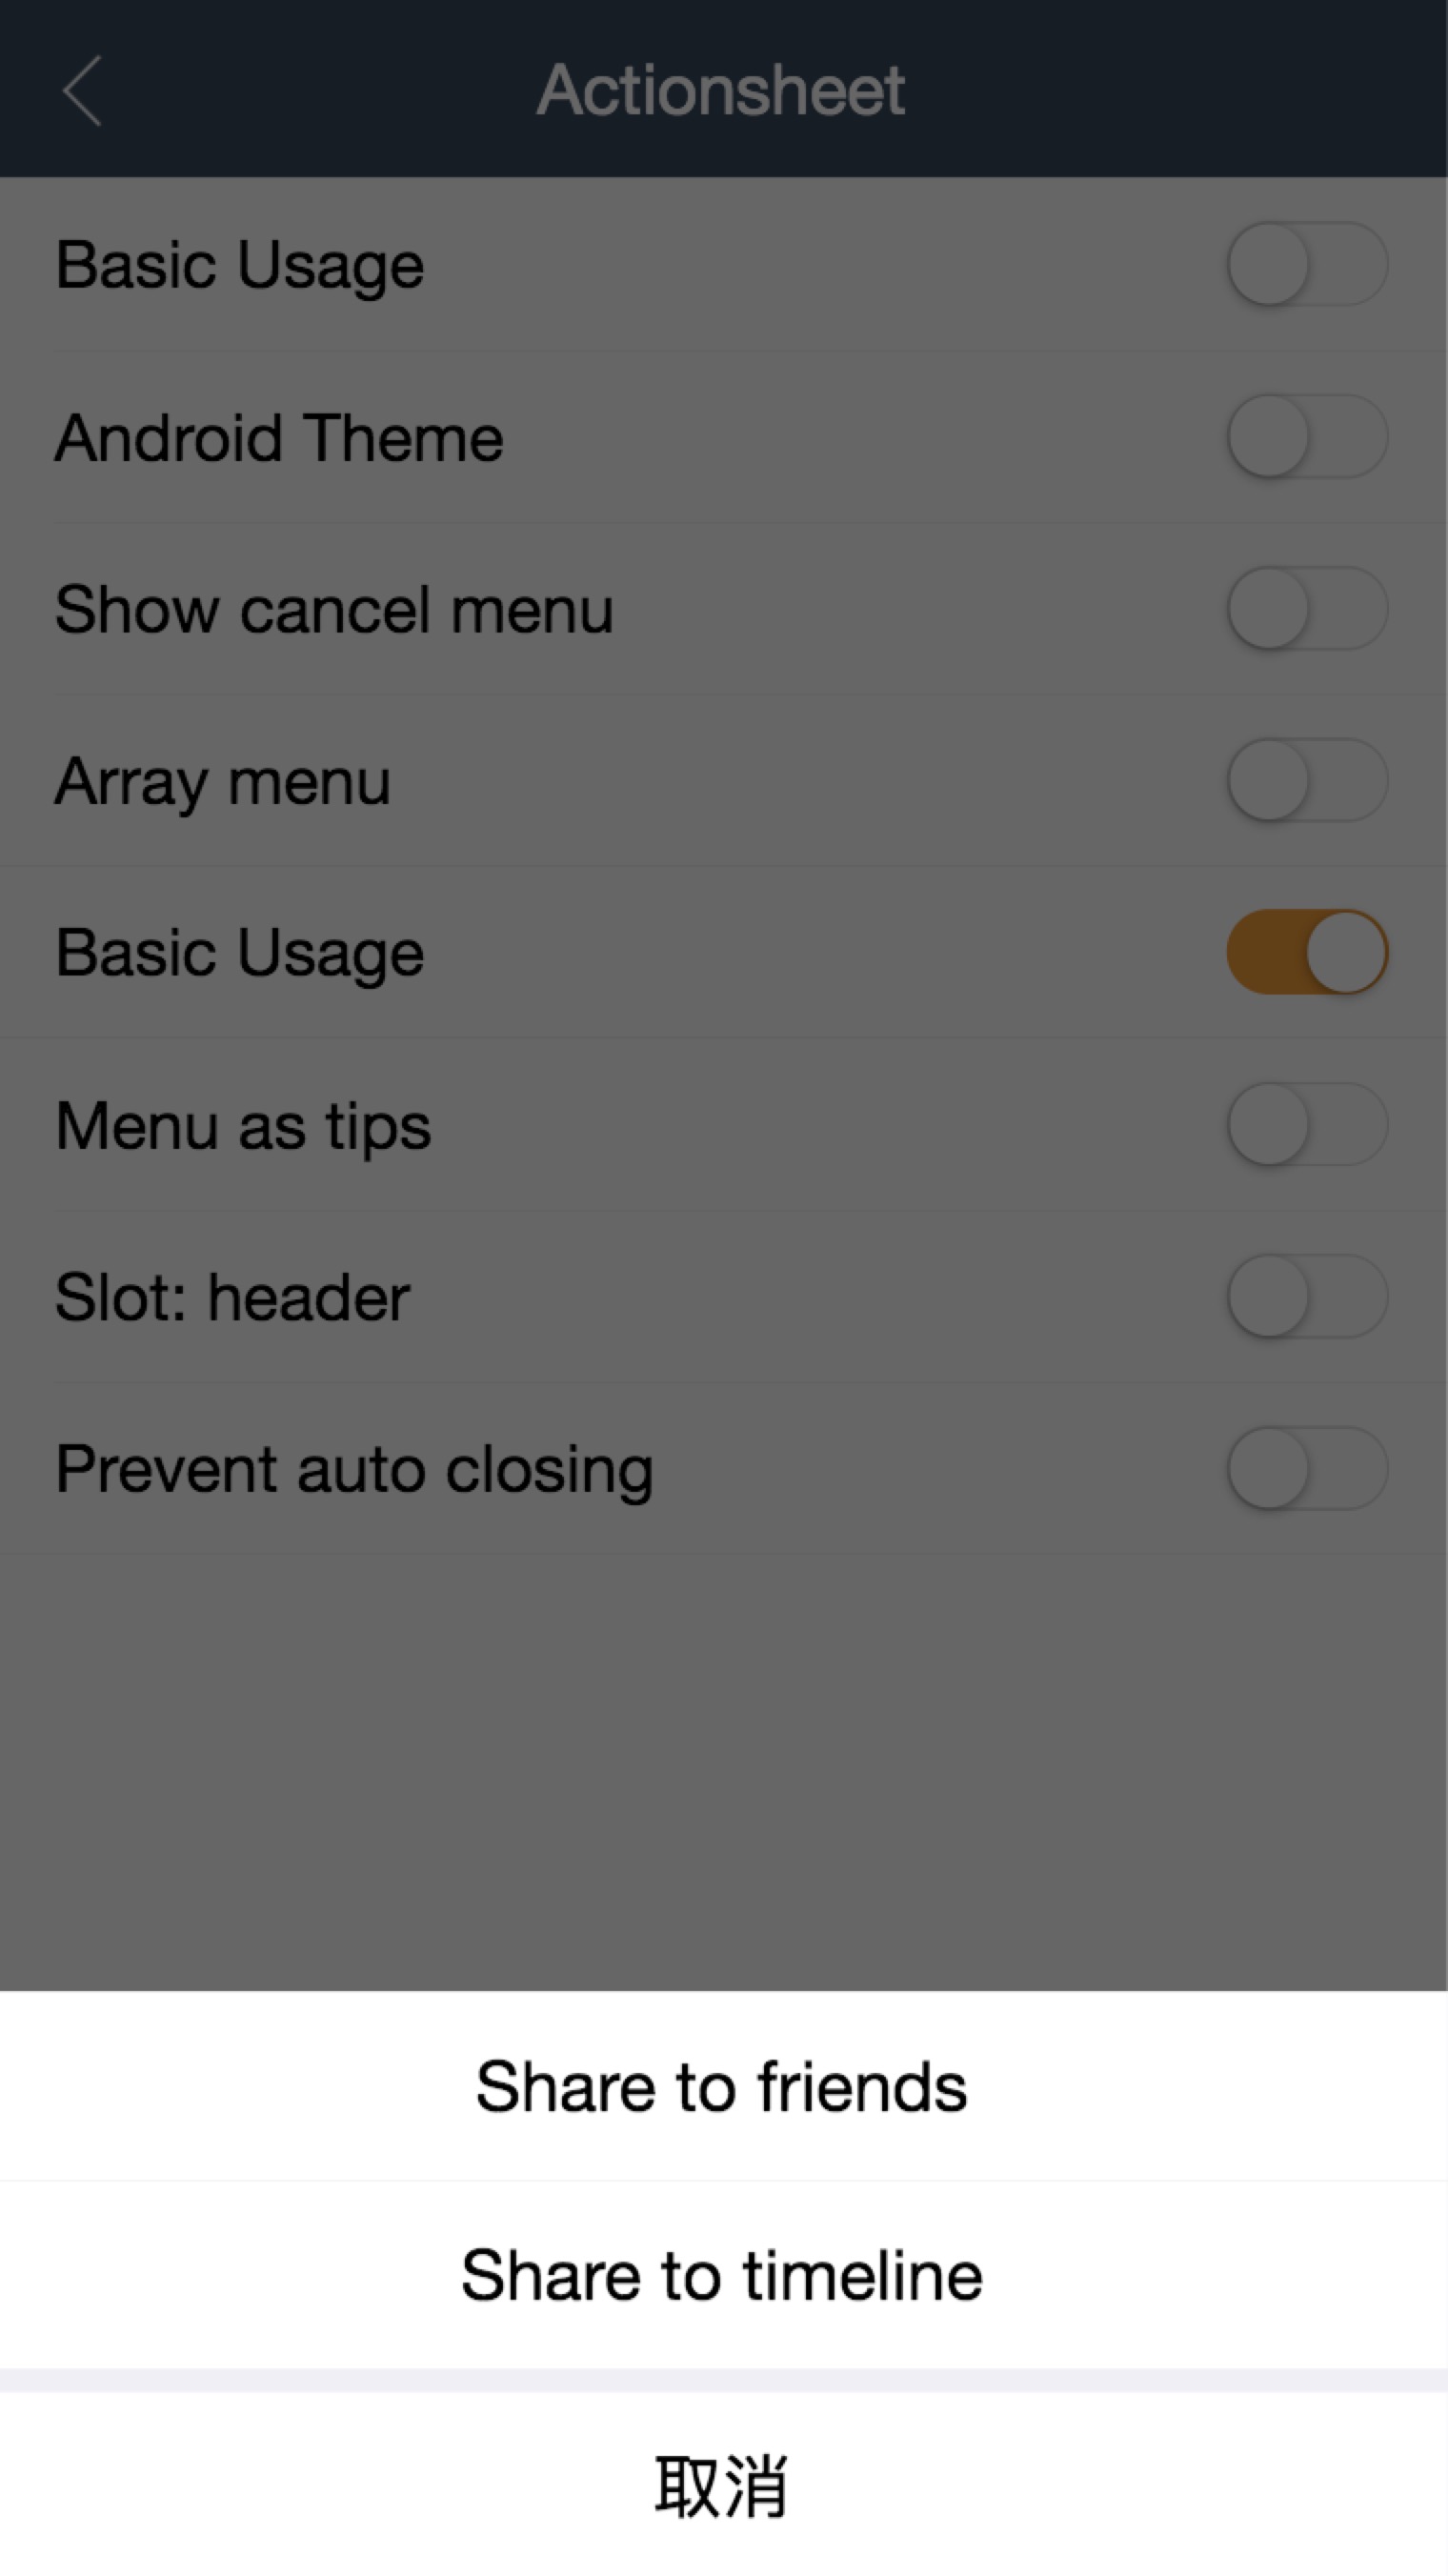 Actionsheet
Basic Usage
Android Theme
Show cancel menu
Array menu
Basic Usage
Menu as tips
Slot: header
Prevent auto closing
Share to friends
Share to timeline
取消